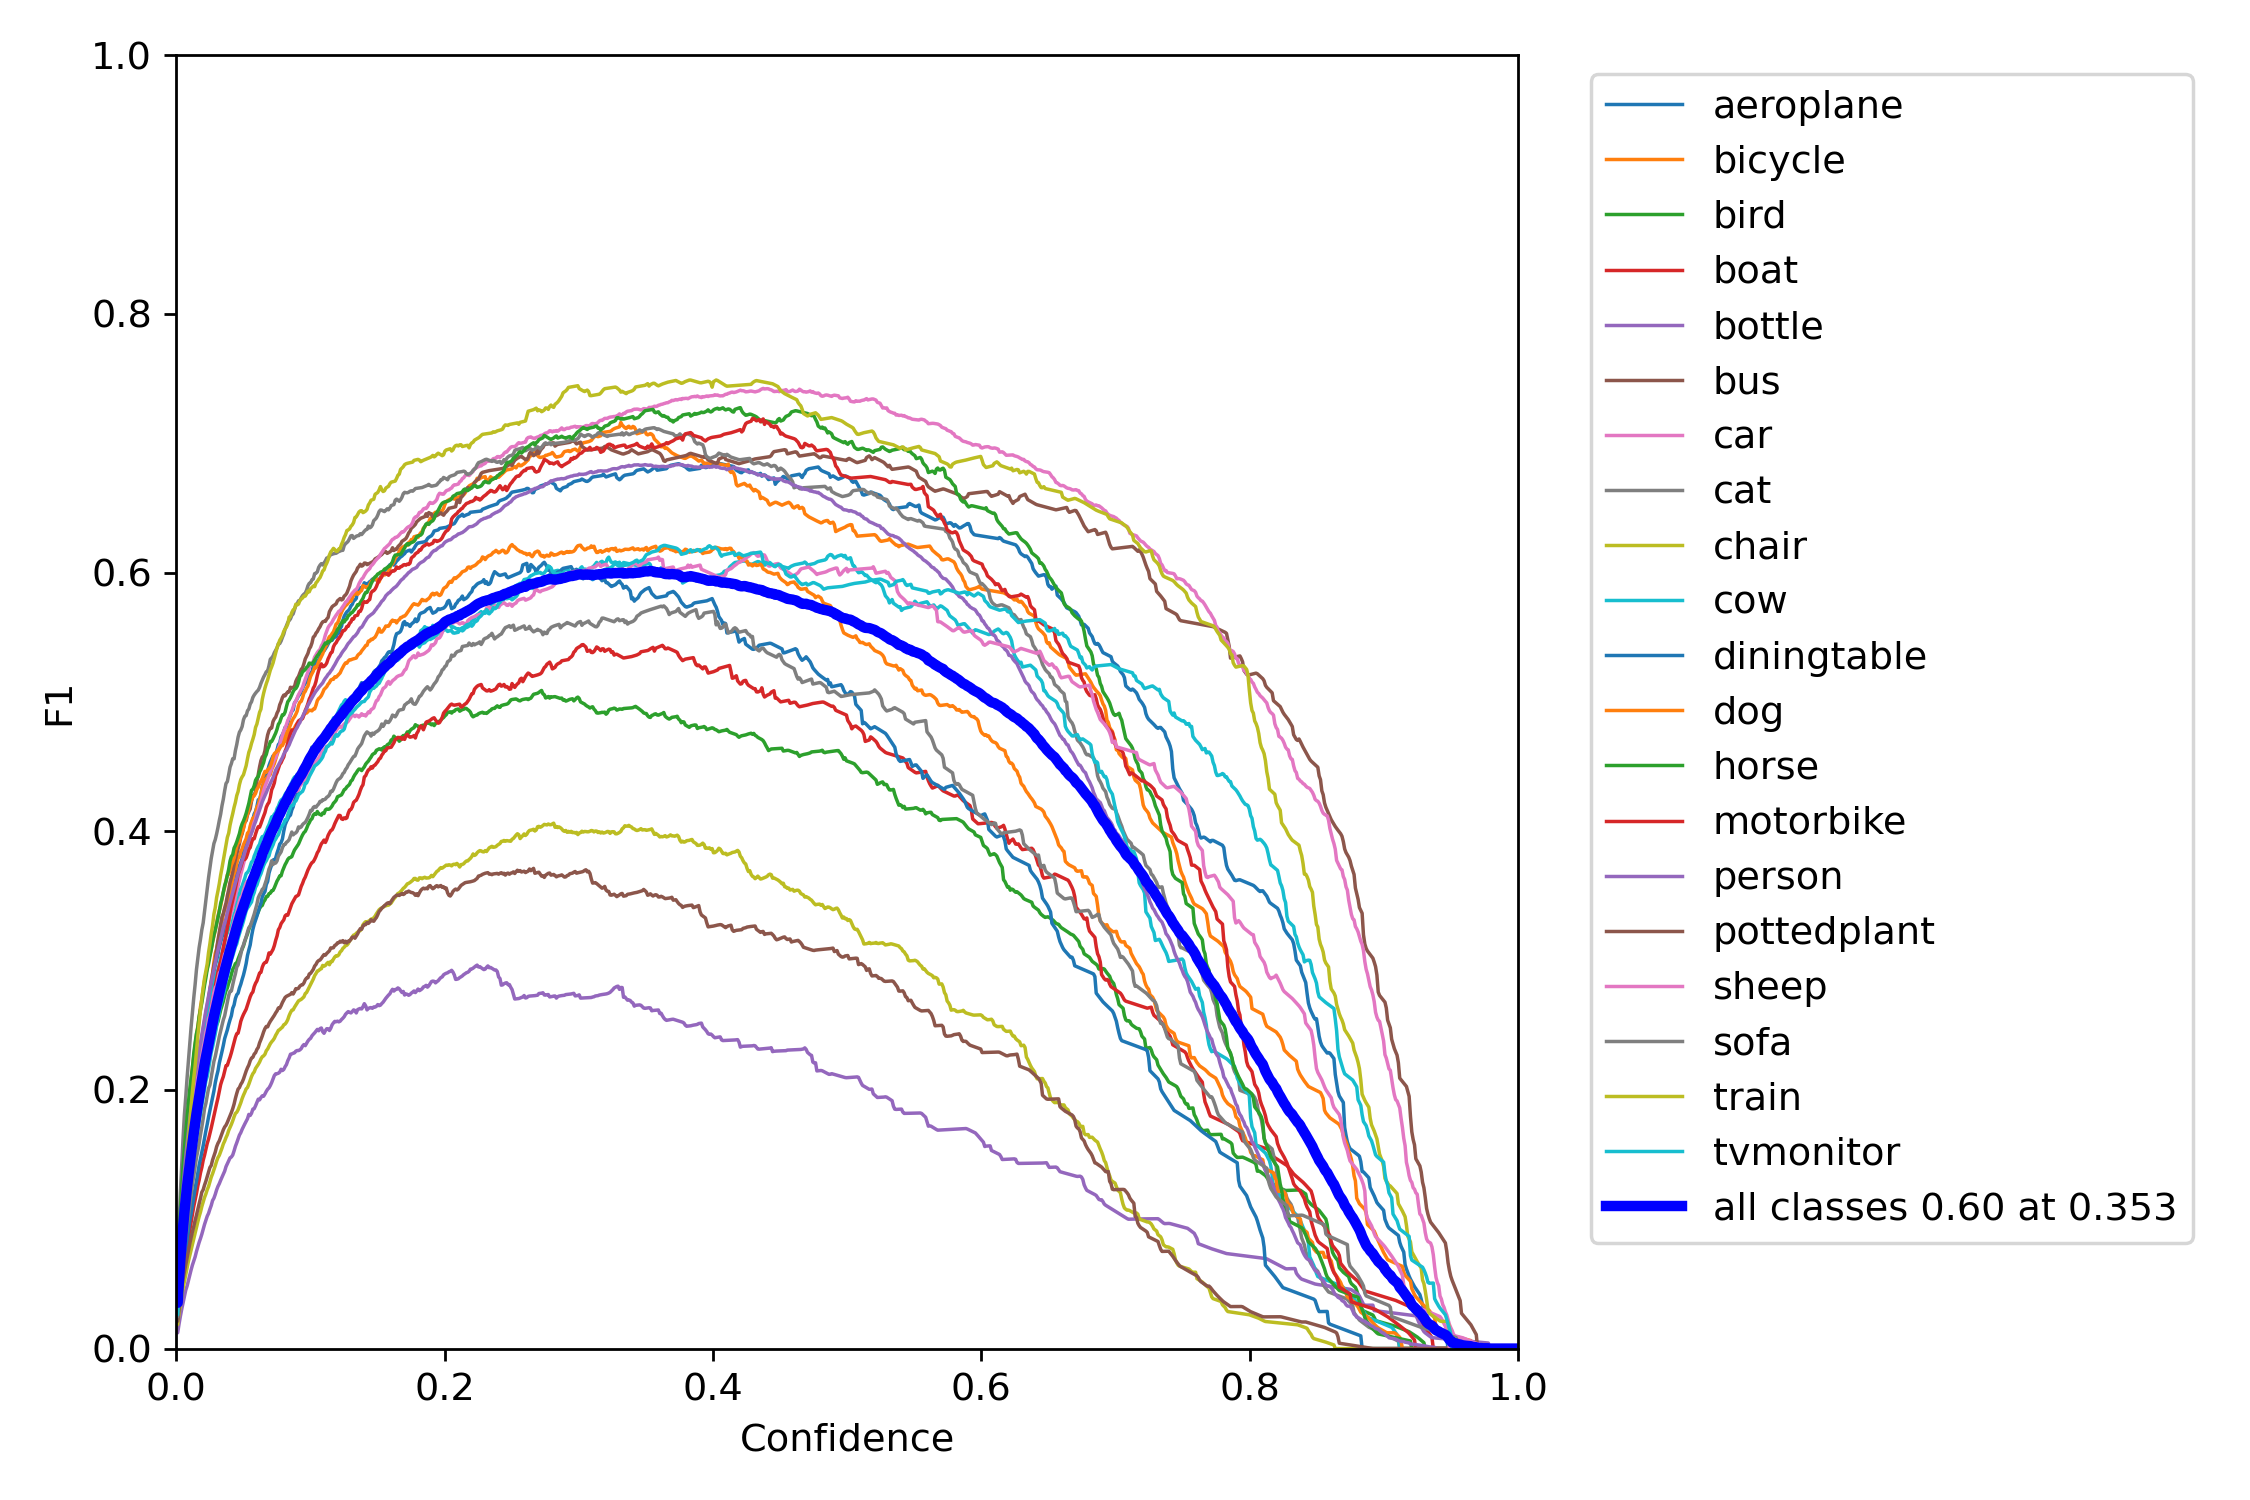 1.0
0.8
0.6
0.4
0.2
0.0
F1
0.0 0.2 0.4 0.6 0.8 1.0
Confidence
aeroplane
bicycle
bird
boat
bottle
bus
car
cat
chair
cow
diningtable
dog
horse
motorbike
person
pottedplant
sheep
sofa
train
tvmonitor
all classes 0.60 at 0.353